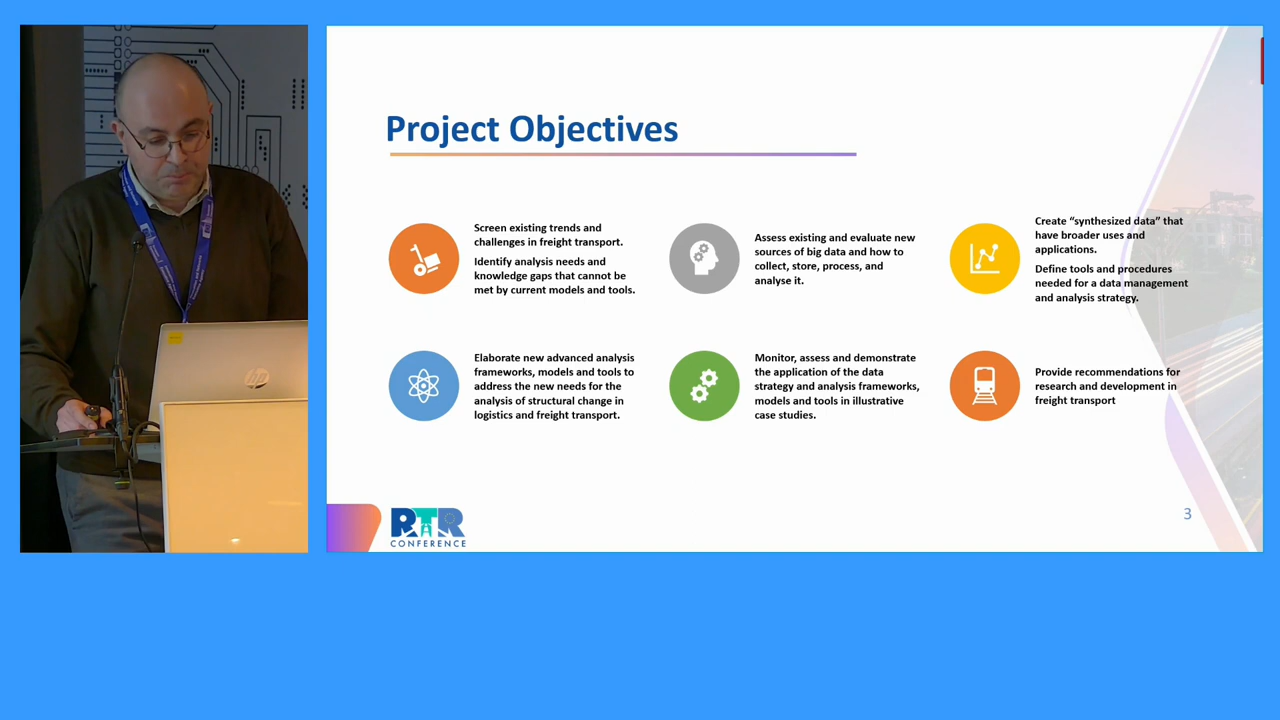 Project Objectives
Screen existing trends and
challenges in freight transport.
Identify analysis needs and
knowledge gaps that cannot be
met by current models and tools.
Assess existing and evaluate new
sources of big data and how to
collect, store, process, and
analyse it.
Create “synthesized data” that
have broader uses and
applications.
Define tools and procedures
needed for a data management
and analysis strategy.
Elaborate new advanced analysis
frameworks, models and tools to
address the new needs for the
analysis of structural change in
logistics and freight transport.
Monitor, assess and demonstrate
the application of the data
strategy and analysis frameworks,
models and tools in illustrative
case studies.
Provide recommendations for
research and development in
freight transport
RTR
CONFERENCE
3
hp